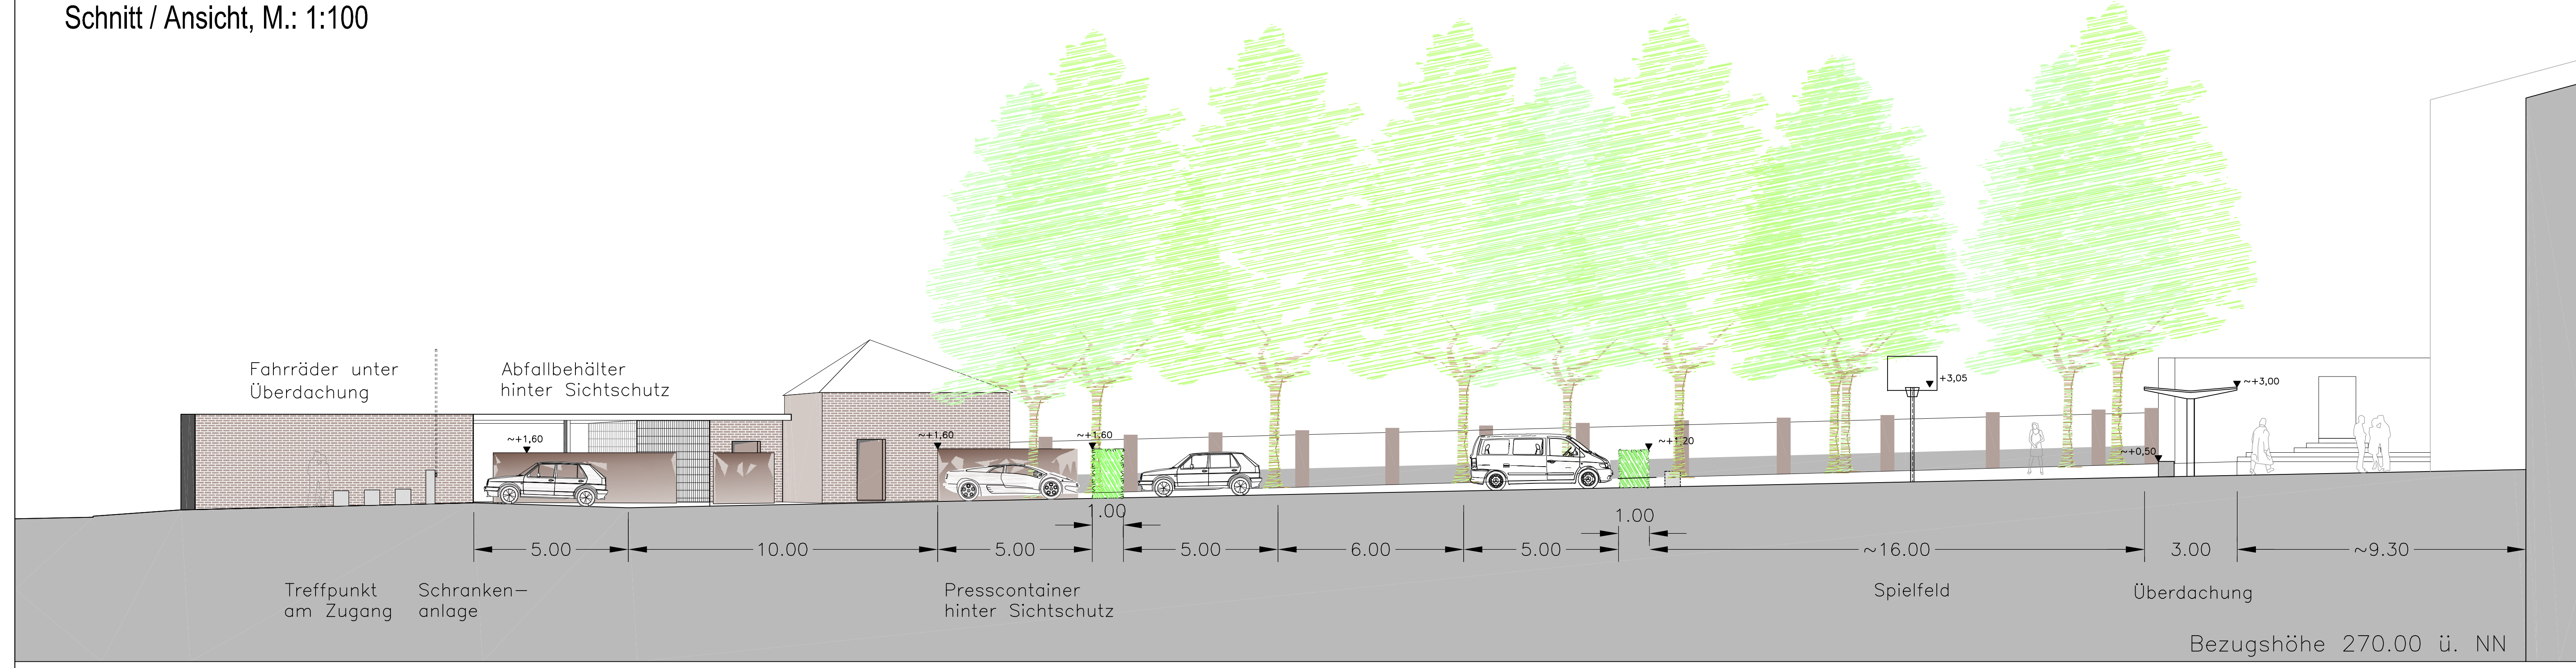 Schnitt / Ansicht, M.: 1:100
Fahrräder unter
Überdachung
Abfallbehälter
hinter Sichtschutz
+3,05
~+3,00
~+1,60
~+1,60
~+1,60
~+1,20
~+0,50
1.00
1.00
5.00
10.00
5.00
5.00
6.00
5.00
~16.00
3.00
~9.30
Treffpunkt
am Zugang
Schranken-
anlage
Presscontainer
hinter Sichtschutz
Spielfeld
Überdachung
Bezugshöhe 270.00 ü. NN